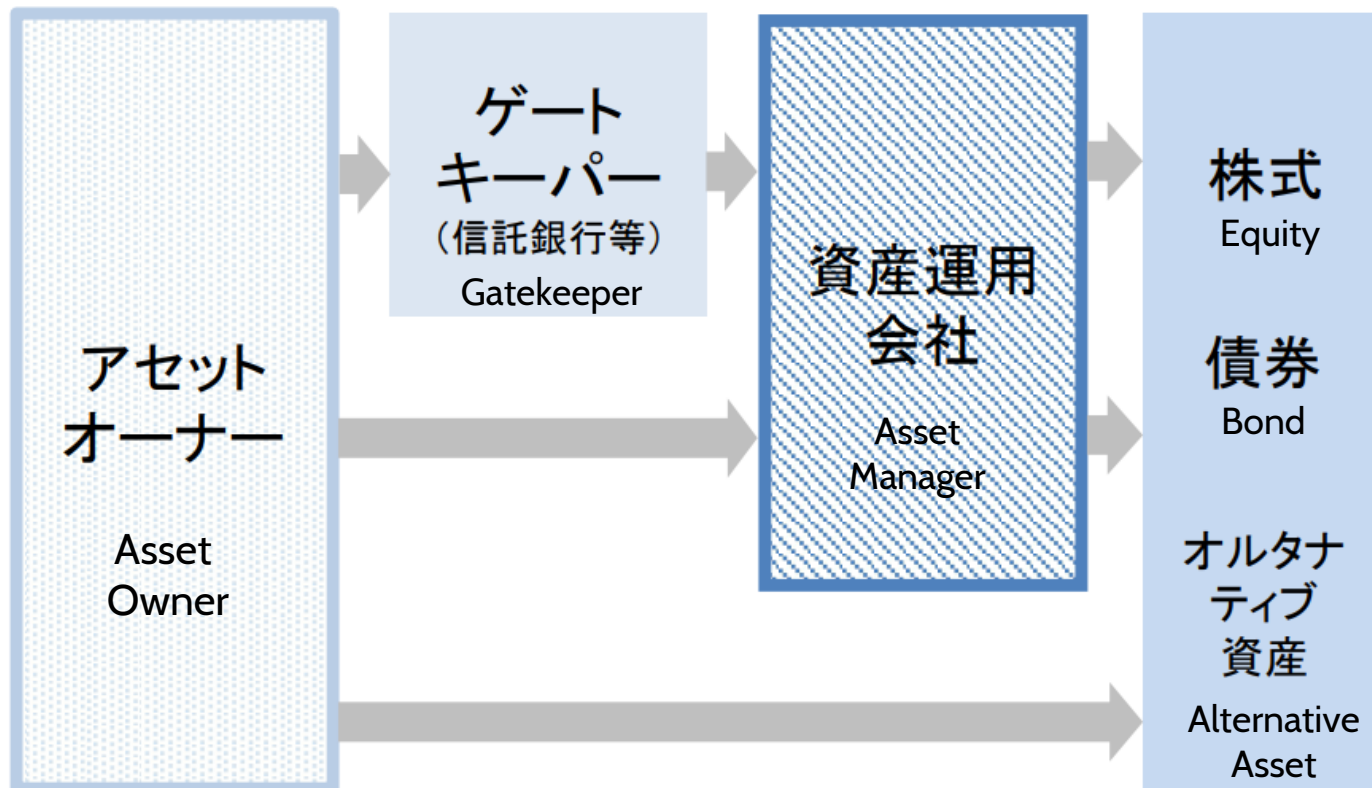 アセット
オーナー
Asset
Owner
ゲート
キーパー
（信託銀行等）
Gatekeeper
資産運用
会社
Asset
Manager
株式
Equity
債券
Bond
オルタナ
ティブ
資産
Alternative
Asset